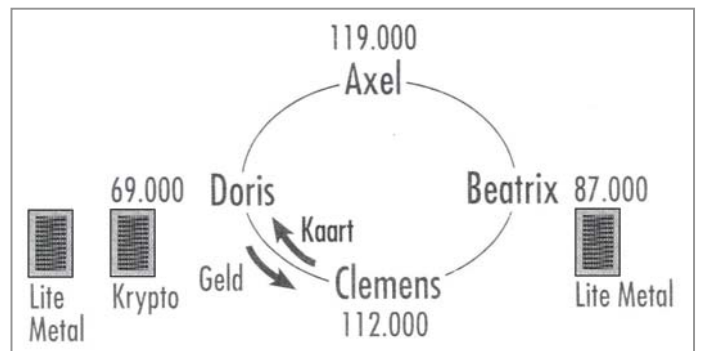 119.000
Axel
69.000 Doris
Beatrix 87.000
Kaart
Geld
Clemens
112.000
Lite
Metal
Krypto
Lite Metal